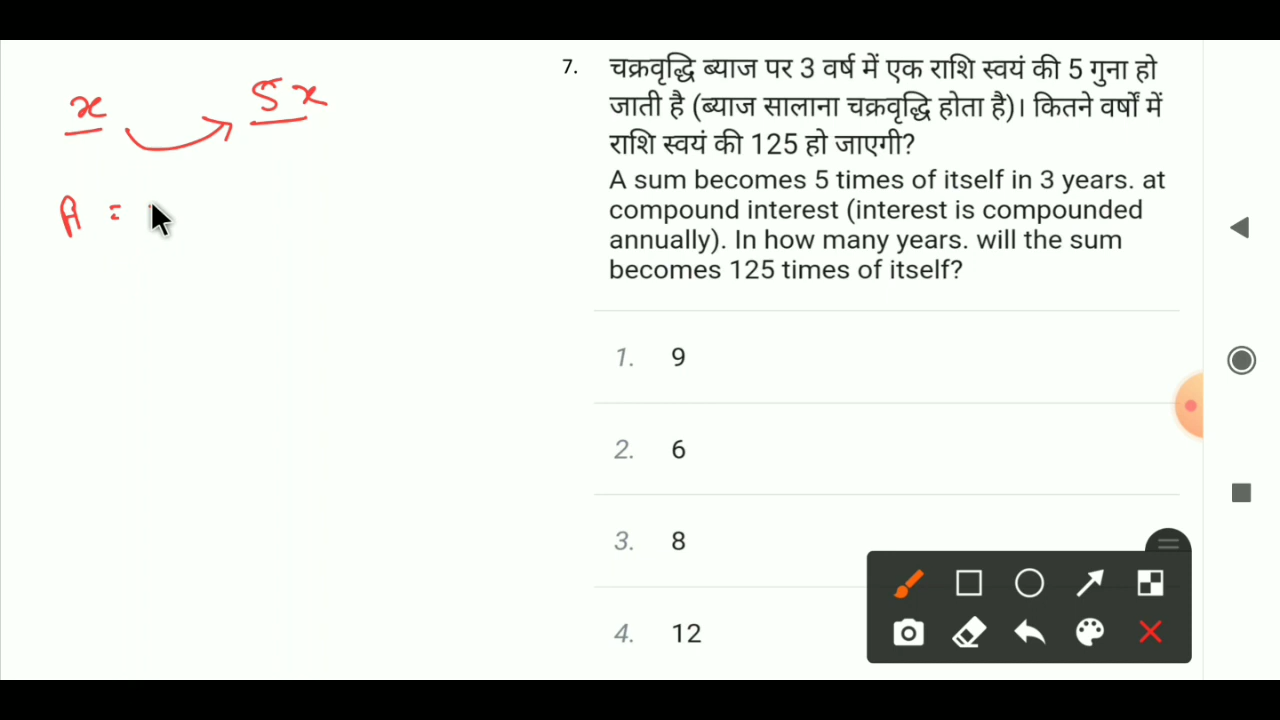 x 5x
A =
7. चक्रवृद्धि ब्याज पर 3 वर्ष में एक राशि स्वयं की 5 गुना हो
जाती है (ब्याज सालाना चक्रवृद्धि होता है)। कितने वर्षों में
राशि स्वयं की 125 हो जाएगी?
A sum becomes 5 times of itself in 3 years. at
compound interest (interest is compounded
annually). In how many years. will the sum
becomes 125 times of itself?
1. 9
2. 6
3. 8
4. 12